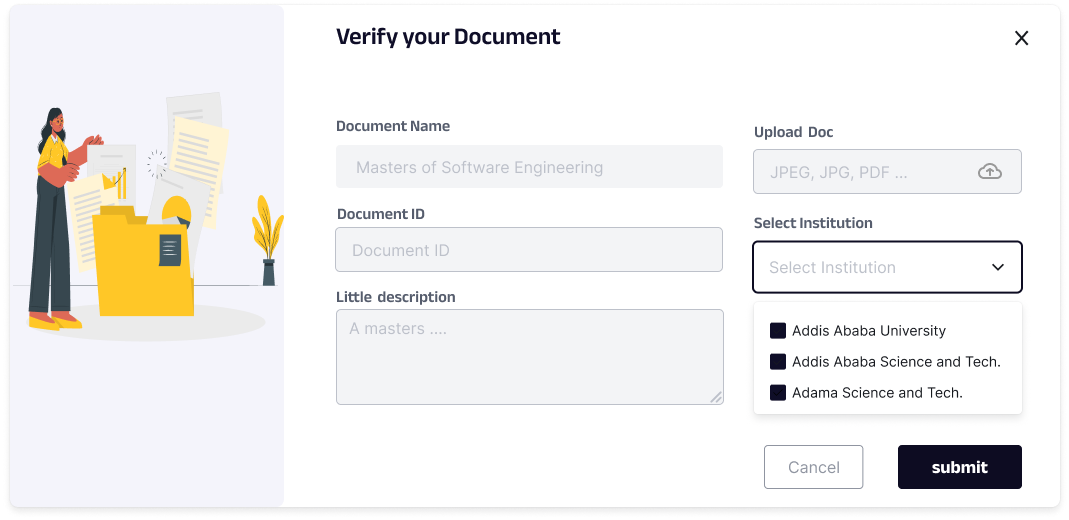 Verify your Document
Document Name
Masters of Software Engineering
Document ID
Document ID
Little description
A masters ....
Upload Doc
JPEG, JPG, PDF ...
Select Institution
Select Institution
Addis Ababa University
Addis Ababa Science and Tech.
Adama Science and Tech.
Cancel
submit